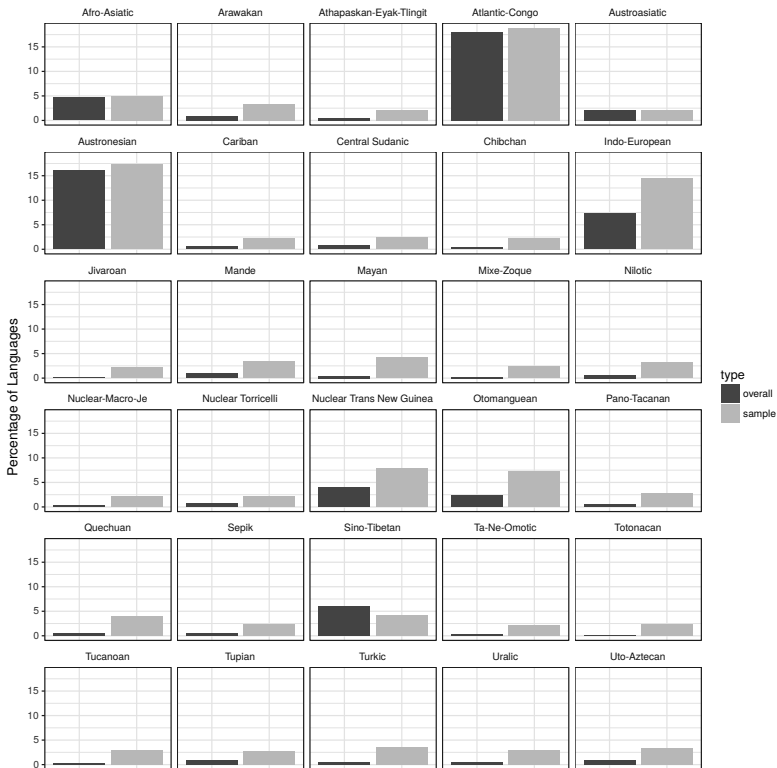 Afro-Asiatic Arawakan Athapaskan-Eyak-Tlingit Atlantic-Congo Austroasiatic
15
10
5
0
Austronesian Cariban Central Sudanic Chibchan Indo-European
15
10
5
0
Jivaroan Mande Mayan Mixe-Zoque Nilotic
15
10
5
0
Nuclear-Macro-Je Nuclear Torricelli Nuclear Trans New Guinea Otomanguean Pano-Tacanan
15
10
5
0
Quechuan Sepik Sino-Tibetan Ta-Ne-Omotic Totonacan
15
10
5
0
Tucanoan Tupian Turkic Uralic Uto-Aztecan
15
10
5
0
Percentage of Languages
type
overall
sample